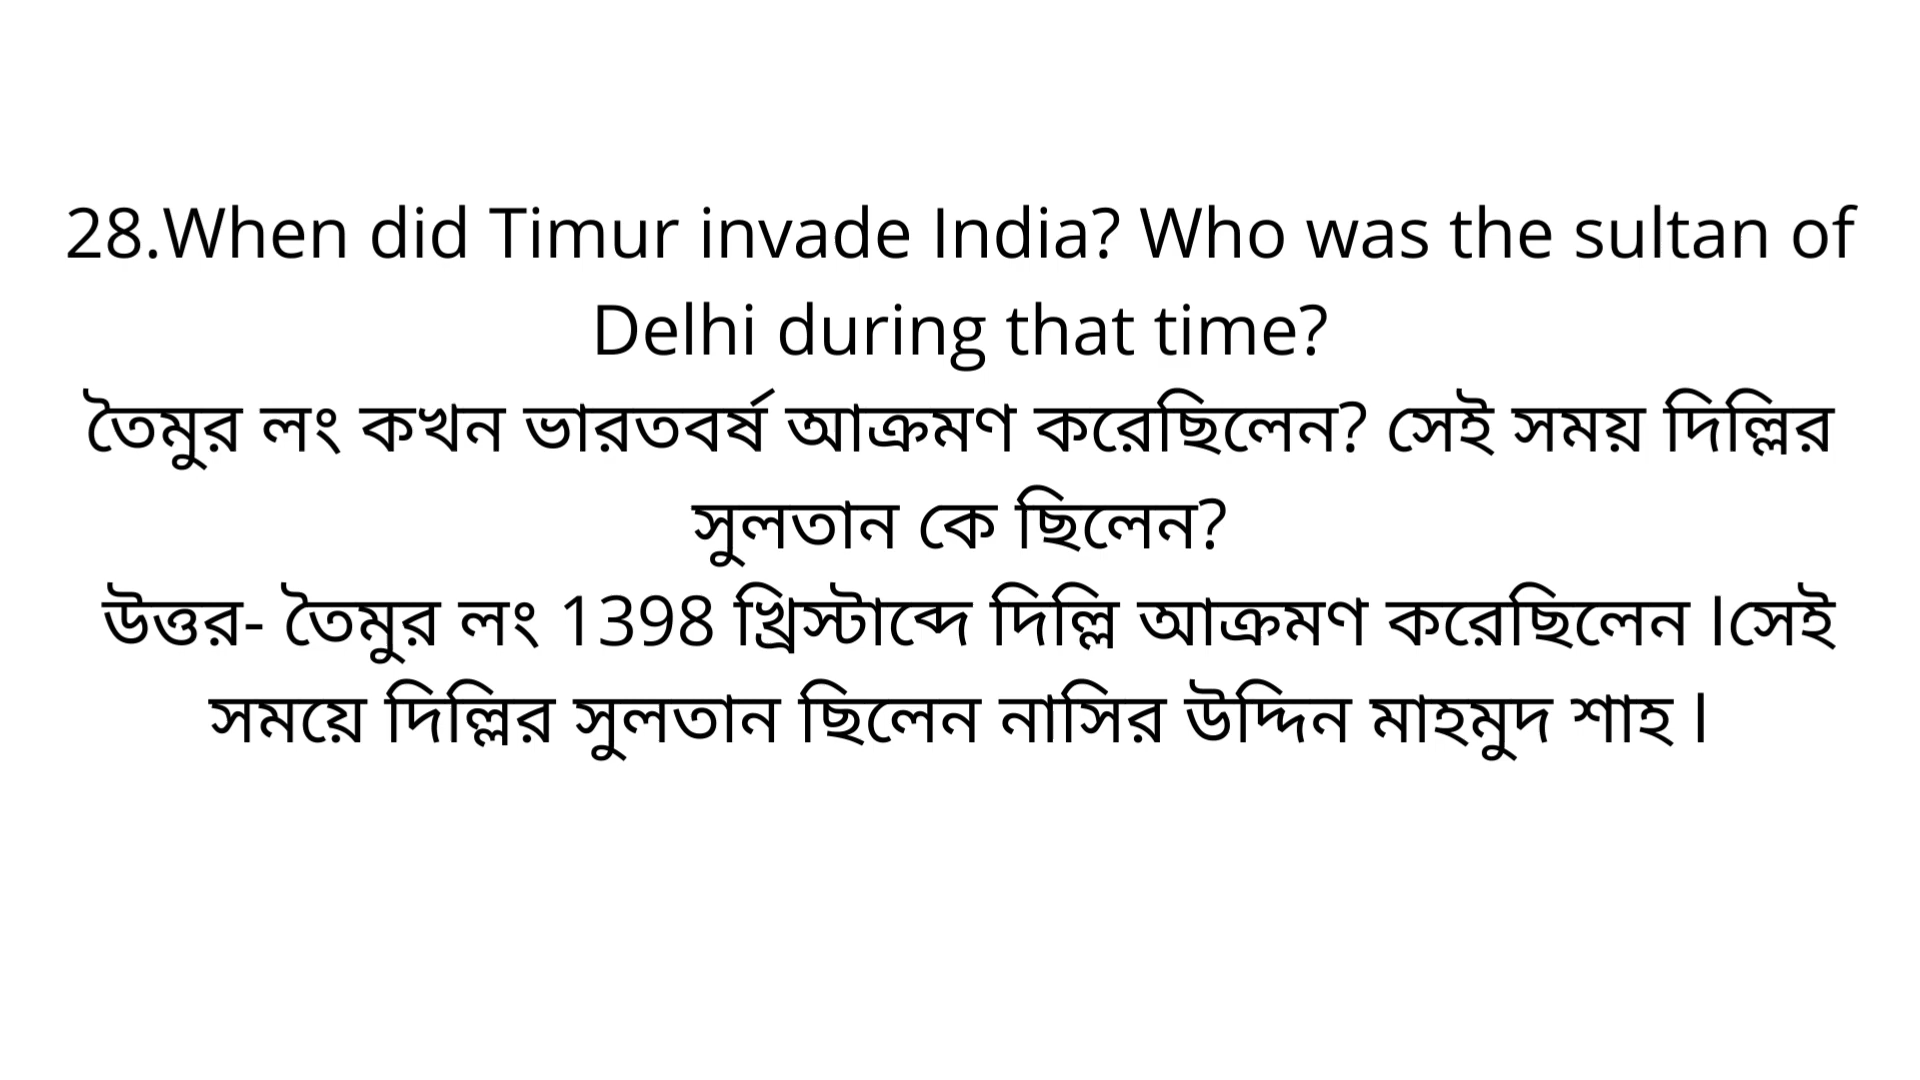 28.When did Timur invade India? Who was the sultan of
Delhi during that time?
তৈমুর লং কখন ভারতবর্ষ আক্রমণ করেছিলেন? সেই সময় দিল্লির
সুলতান কে ছিলেন?
উত্তর- তৈমুর লং 1398 খ্রিস্টাব্দে দিল্লি আক্রমণ করেছিলেন।সেই
সময়ে দিল্লির সুলতান ছিলেন নাসির উদ্দিন মাহমুদ শাহ।